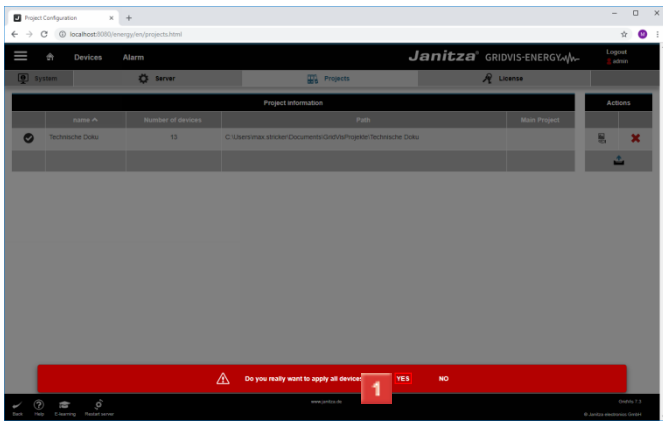 Project Configuration
localhost:8080/energy/en/projects.html
Devices
Alarm
Janitza® GRIDVIS-ENERGY
Logout
admin
System
Server
Projects
License
Project information
Actions
name
Number of devices
Path
Main Project
Technische Doku
13
C:\Users\max.stricker\Documents\GridVisProjekte\Technische Doku
Do you really want to apply all devices
1
YES
NO
Back
Help
E-learning
Restart server
www.janitza.de
GridVis 7.3
© Janitza electronics GmbH